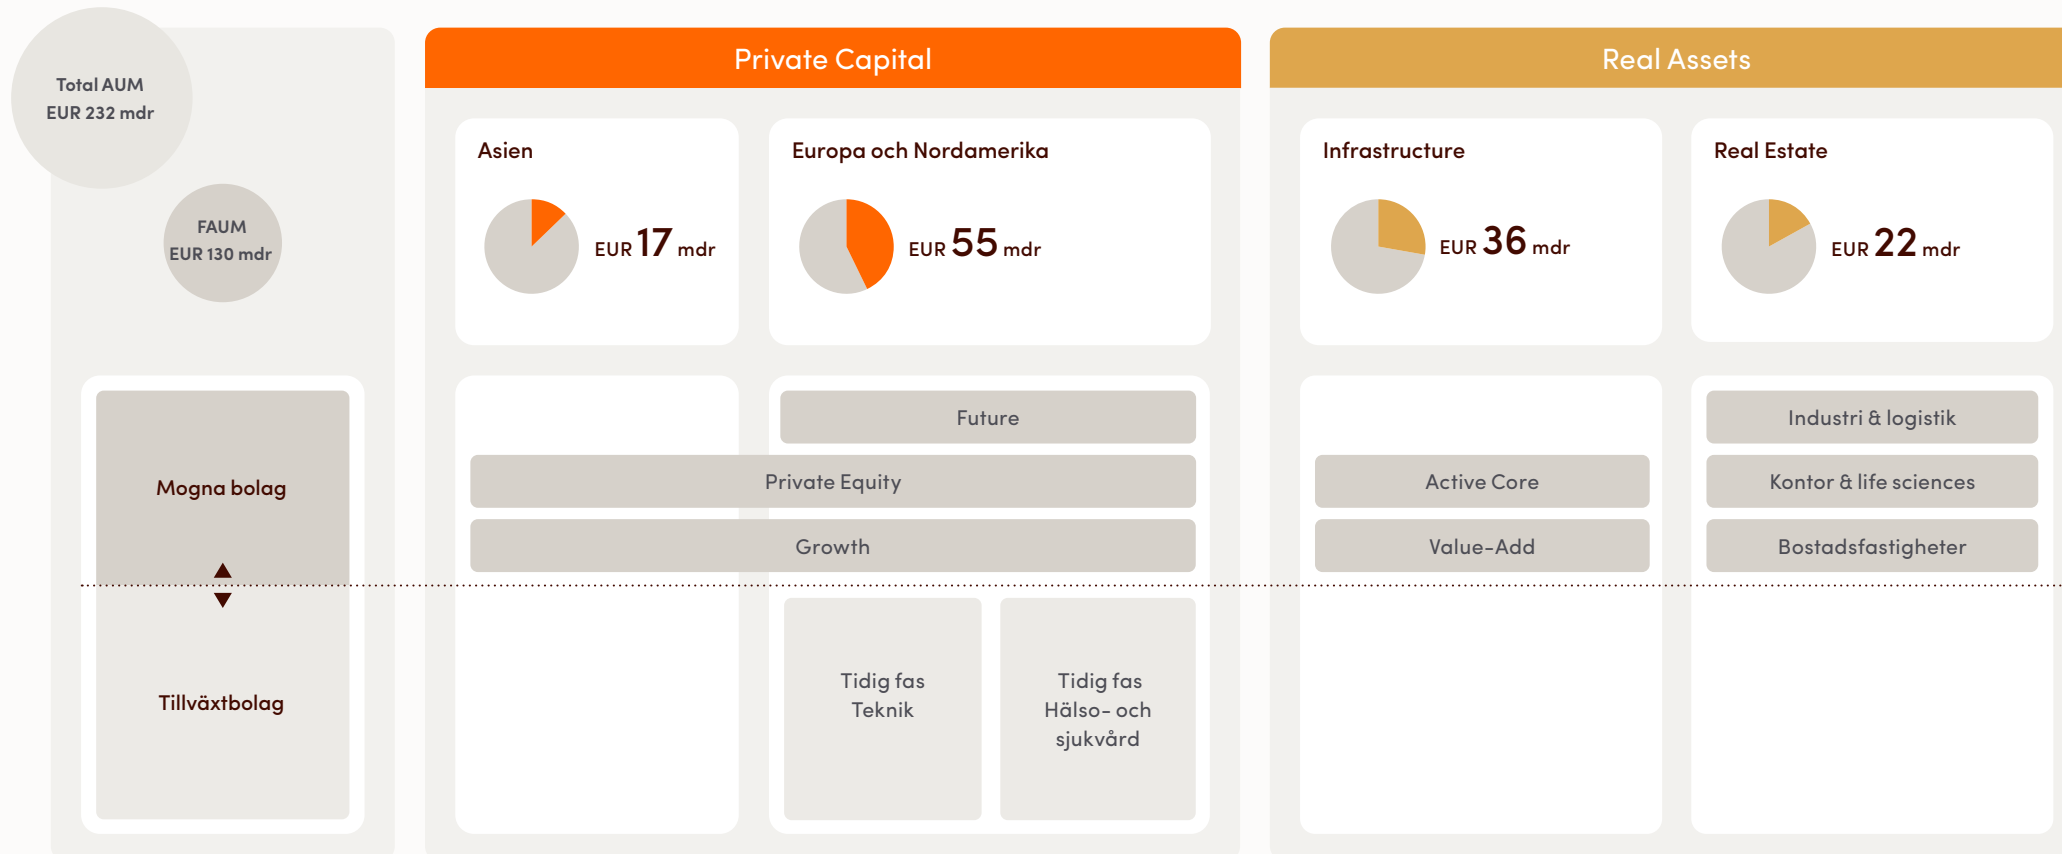 Total AUM
EUR 232 mdr
FAUM
EUR 130 mdr
Mogna bolag
Tillväxtbolag
Private Capital
Asien
EUR 17 mdr
Europa och Nordamerika
EUR 55 mdr
Future
Private Equity
Growth
Tidig fas
Teknik
Tidig fas
Hälso- och
sjukvård
Real Assets
Infrastructure
EUR 36 mdr
Active Core
Value-Add
Real Estate
EUR 22 mdr
Industri & logistik
Kontor & life sciences
Bostadsfastigheter